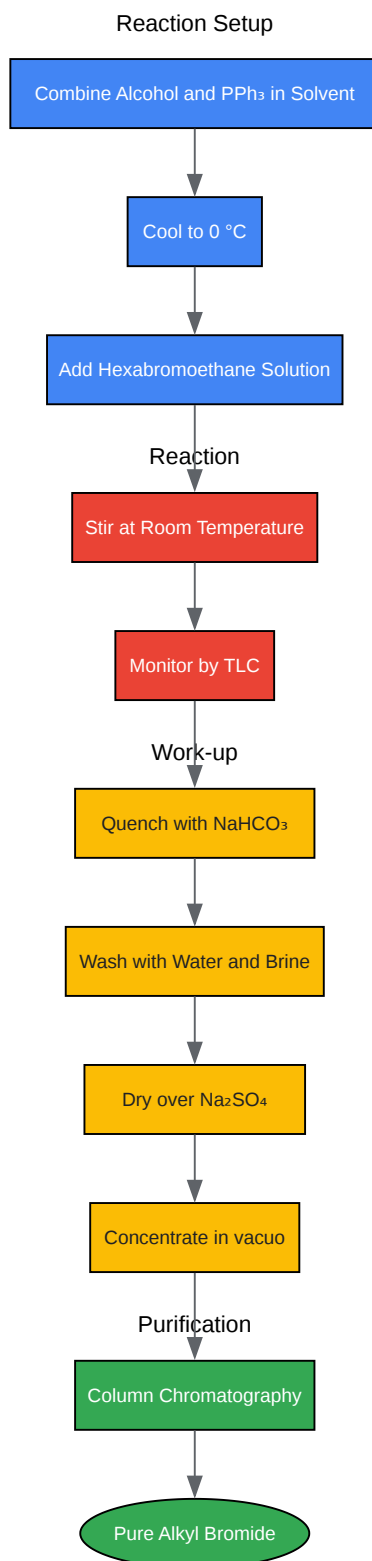 Reaction Setup
Combine Alcohol and PPh₃ in Solvent
Cool to 0 °C
Add Hexabromoethane Solution
Reaction
Stir at Room Temperature
Monitor by TLC
Work-up
Quench with NaHCO₃
Wash with Water and Brine
Dry over Na₂SO₄
Concentrate in vacuo
Purification
Column Chromatography
Pure Alkyl Bromide